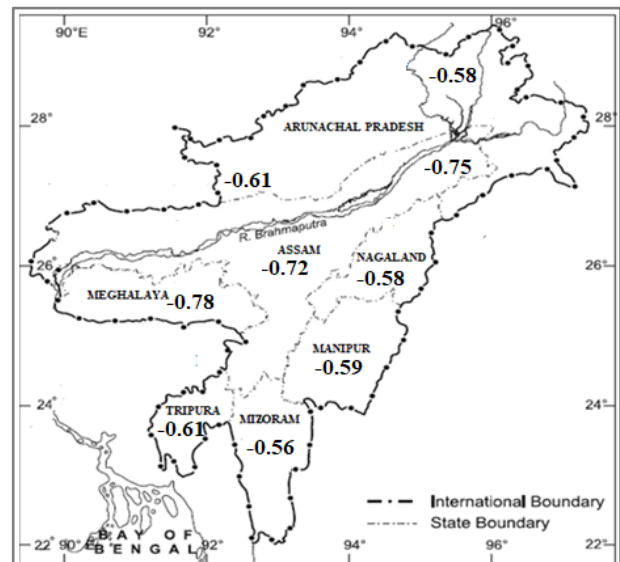 90°E 92° 94° 96°
-0.58
28°
28°
ARUNACHAL PRADESH
-0.75
-0.61
R. Brahmaputra
ASSAM
-0.72
NAGALAND
-0.58
26°
26°
MEGHALAYA
-0.78
MANIPUR
-0.59
24°
24°
TRIPURA
-0.61
MIZORAM
-0.56
International Boundary
State Boundary
BAY OF
BENGAL
22°
22°
92° 94° 96°